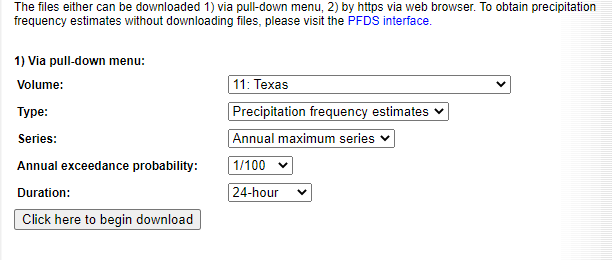 The files either can be downloaded 1) via pull-down menu, 2) by https via web browser. To obtain precipitation
frequency estimates without downloading files, please visit the PFDS interface.
1) Via pull-down menu:
Volume: 11: Texas
Type: Precipitation frequency estimates
Series: Annual maximum series
Annual exceedance probability: 1/100
Duration: 24-hour
Click here to begin download